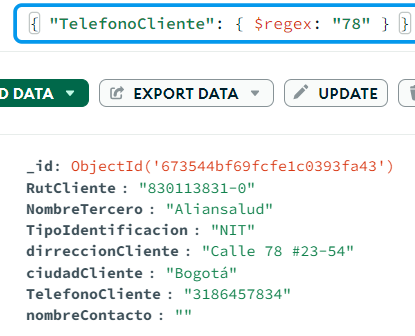 { "TelefonoCliente": { $regex: "78" } }
D DATA
EXPORT DATA
UPDATE
_id: ObjectId('673544bf69fcfe1c0393fa43')
RutCliente : "830113831-0"
NombreTercero : "Aliansalud"
TipoIdentificacion : "NIT"
dirreccionCliente : "Calle 78 #23-54"
ciudadCliente : "Bogotá"
TelefonoCliente : "3186457834"
nombreContacto : ""